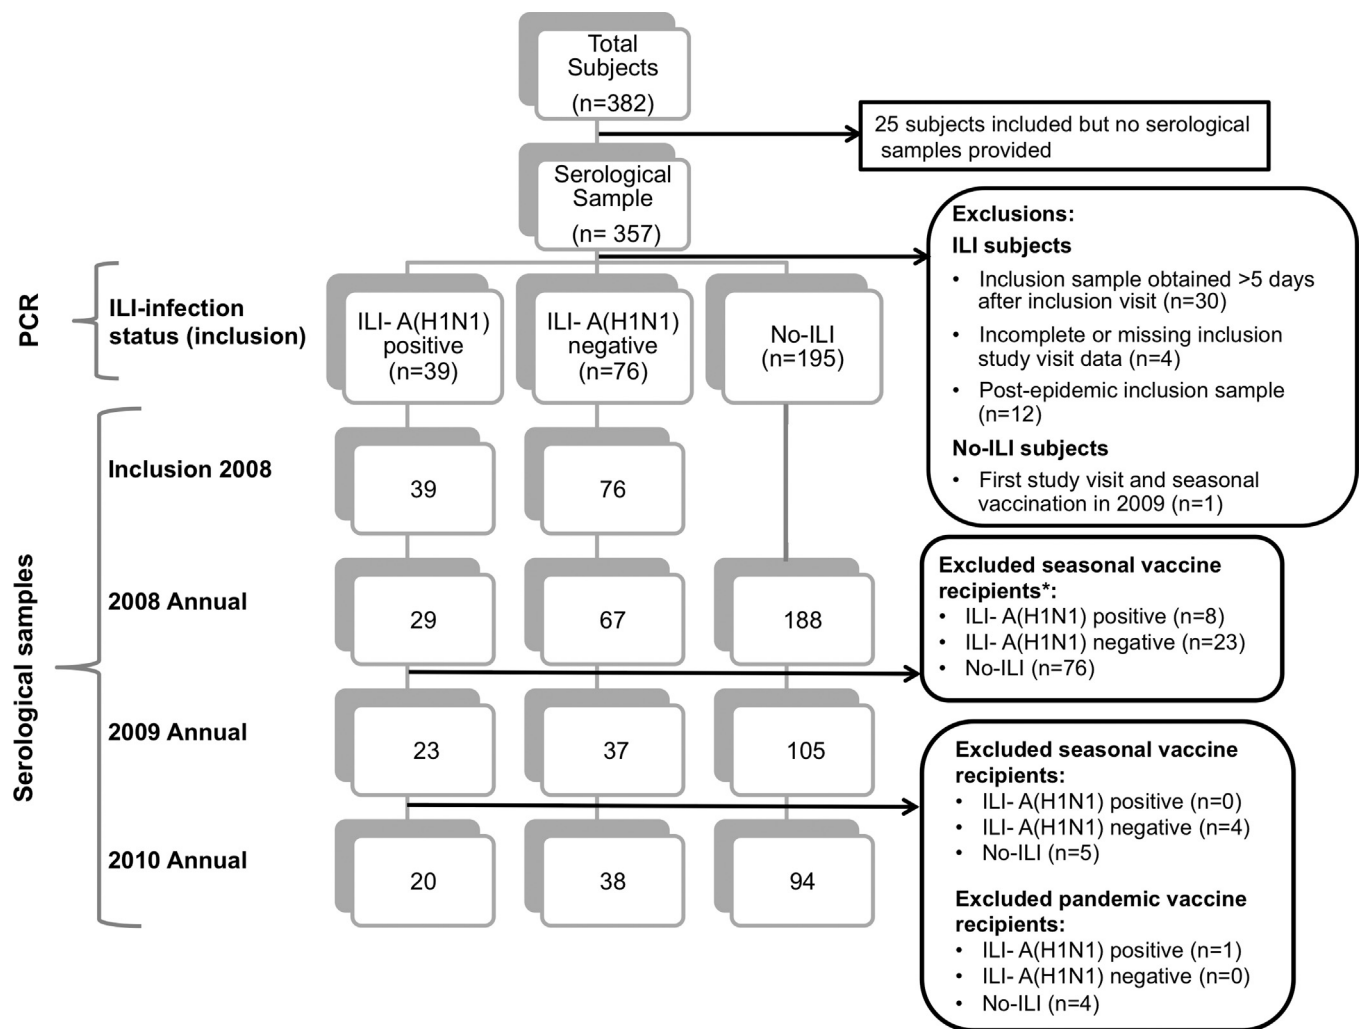 Total
Subjects
(n=382)
25 subjects included but no serological
samples provided
Serological
Sample
(n= 357)
Exclusions:
ILI subjects
• Inclusion sample obtained >5 days
after inclusion visit (n=30)
• Incomplete or missing inclusion
study visit data (n=4)
• Post-epidemic inclusion sample
(n=12)
No-ILI subjects
• First study visit and seasonal
vaccination in 2009 (n=1)
PCR
ILI-infection
status (inclusion)
ILI- A(H1N1)
positive
(n=39)
ILI- A(H1N1)
negative
(n=76)
No-ILI
(n=195)
Serological samples
Inclusion 2008
39
76
2008 Annual
29
67
188
Excluded seasonal vaccine
recipients*:
• ILI- A(H1N1) positive (n=8)
• ILI- A(H1N1) negative (n=23)
• No-ILI (n=76)
2009 Annual
23
37
105
Excluded seasonal vaccine
recipients:
• ILI- A(H1N1) positive (n=0)
• ILI- A(H1N1) negative (n=4)
• No-ILI (n=5)
Excluded pandemic vaccine
recipients:
• ILI- A(H1N1) positive (n=1)
• ILI- A(H1N1) negative (n=0)
• No-ILI (n=4)
2010 Annual
20
38
94